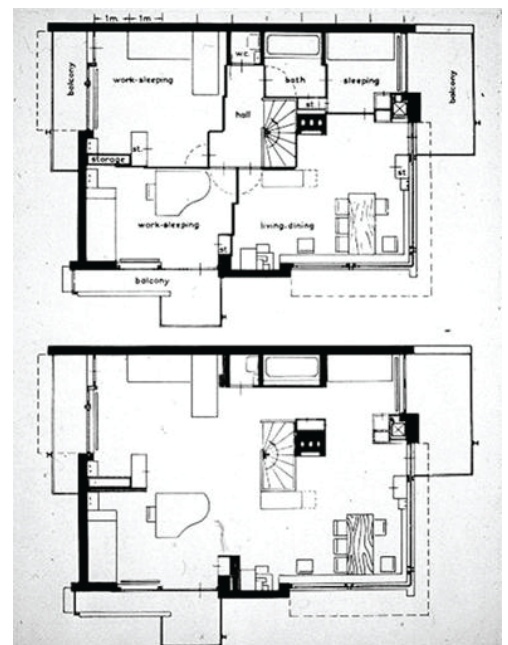 1m
1m
balcony
work-sleeping
w.c.
bath
sleeping
balcony
hall
st
st.
storage
st
work-sleeping
living-dining
st
balcony